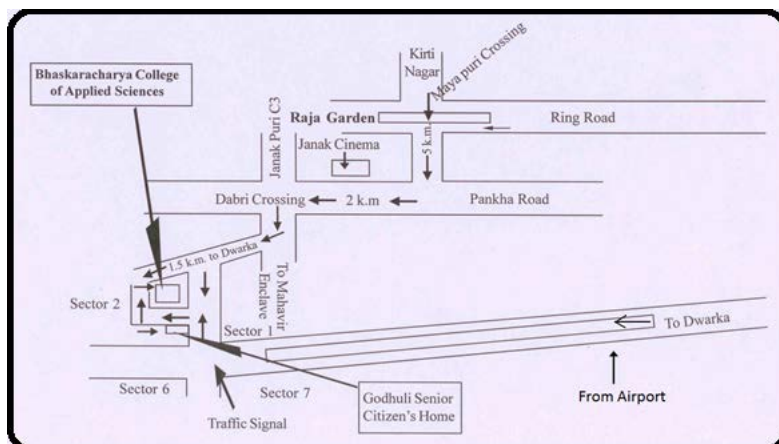 Kirti
Nagar
Maya puri Crossing
Bhaskaracharya College
of Applied Sciences
Janak Puri C3
Raja Garden
Ring Road
Janak Cinema
5 k.m.
Dabri Crossing
2 k.m
Pankha Road
1.5 k.m. to Dwarka
To Mahavir
Enclave
Sector 2
Sector 1
To Dwarka
Sector 6
Sector 7
Godhuli Senior
Citizen's Home
From Airport
Traffic Signal